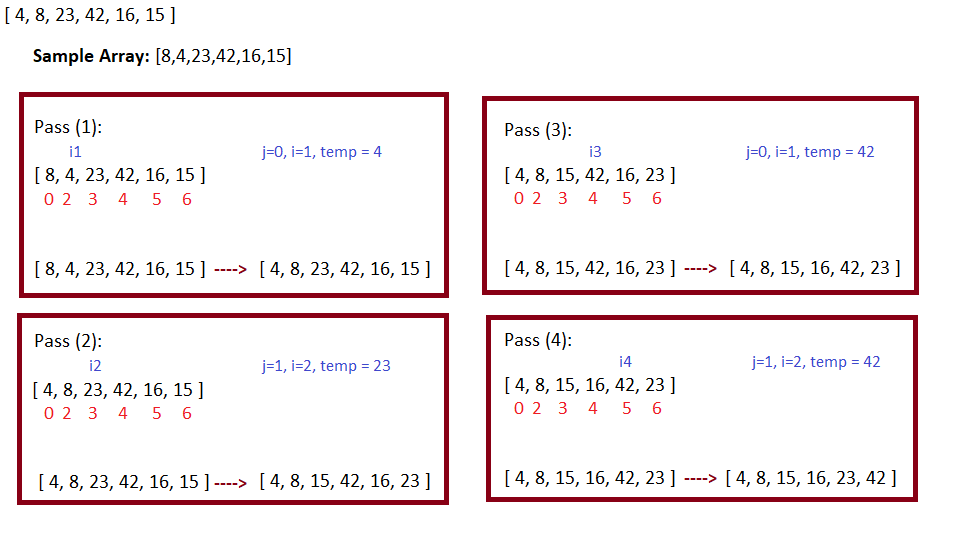 [ 4, 8, 23, 42, 16, 15 ]
Sample Array: [8,4,23,42,16,15]
Pass (1):
i1 j=0, i=1, temp = 4
[ 8, 4, 23, 42, 16, 15 ]
0 2 3 4 5 6
[ 8, 4, 23, 42, 16, 15 ] ----> [ 4, 8, 23, 42, 16, 15 ]
Pass (2):
i2 j=1, i=2, temp = 23
[ 4, 8, 23, 42, 16, 15 ]
0 2 3 4 5 6
[ 4, 8, 23, 42, 16, 15 ] ----> [ 4, 8, 15, 42, 16, 23 ]
Pass (3):
i3 j=0, i=1, temp = 42
[ 4, 8, 15, 42, 16, 23 ]
0 2 3 4 5 6
[ 4, 8, 15, 42, 16, 23 ] ----> [ 4, 8, 15, 16, 42, 23 ]
Pass (4):
i4 j=1, i=2, temp = 42
[ 4, 8, 15, 16, 42, 23 ]
0 2 3 4 5 6
[ 4, 8, 15, 16, 42, 23 ] ----> [ 4, 8, 15, 16, 23, 42 ]